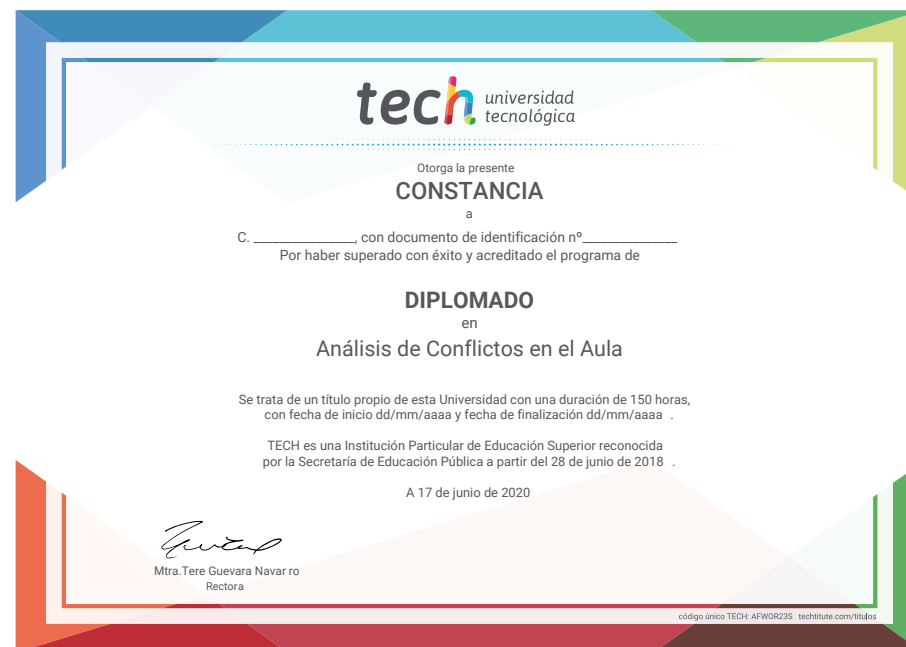 tech universidad
tecnológica
Otorga la presente
CONSTANCIA
a
C. _______________, con documento de identificación nº______________
Por haber superado con éxito y acreditado el programa de
DIPLOMADO
en
Análisis de Conflictos en el Aula
Se trata de un título propio de esta Universidad con una duración de 150 horas,
con fecha de inicio dd/mm/aaaa y fecha de finalización dd/mm/aaaa .
TECH es una Institución Particular de Educación Superior reconocida
por la Secretaría de Educación Pública a partir del 28 de junio de 2018 .
A 17 de junio de 2020
Mtra.Tere Guevara Navar ro
Rectora
código único TECH: AFWOR23S techtitute.com/titulos